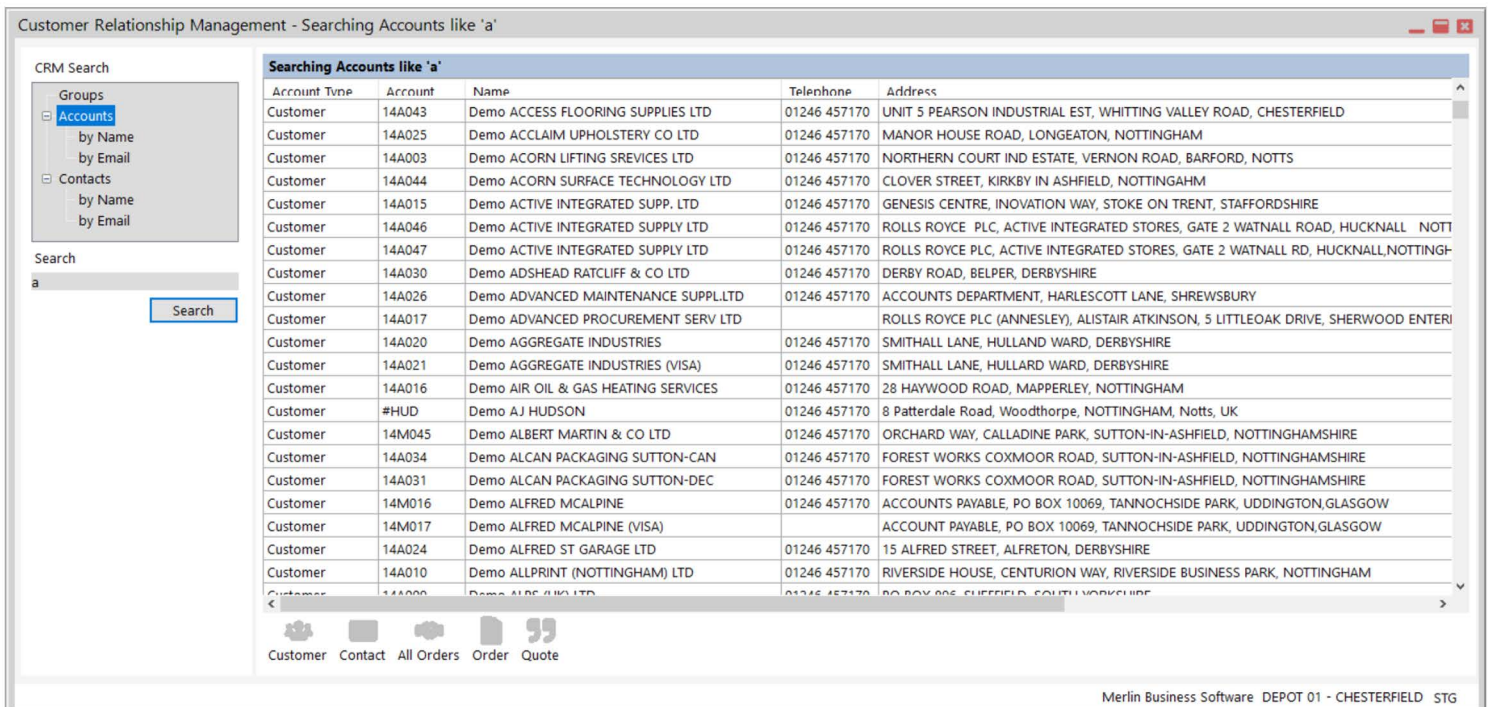 Customer Relationship Management - Searching Accounts like 'a'
CRM Search
Groups
Accounts
by Name
by Email
Contacts
by Name
by Email
Search
a
Search
Searching Accounts like 'a'
Account Type Account Name Telephone Address
Customer 14A043 Demo ACCESS FLOORING SUPPLIES LTD 01246 457170 UNIT 5 PEARSON INDUSTRIAL EST, WHITTING VALLEY ROAD, CHESTERFIELD
Customer 14A025 Demo ACCLAIM UPHOLSTERY CO LTD 01246 457170 MANOR HOUSE ROAD, LONGEATON, NOTTINGHAM
Customer 14A003 Demo ACORN LIFTING SREVICES LTD 01246 457170 NORTHERN COURT IND ESTATE, VERNON ROAD, BARFORD, NOTTS
Customer 14A044 Demo ACORN SURFACE TECHNOLOGY LTD 01246 457170 CLOVER STREET, KIRKBY IN ASHFIELD, NOTTINGAHM
Customer 14A015 Demo ACTIVE INTEGRATED SUPP. LTD 01246 457170 GENESIS CENTRE, INOVATION WAY, STOKE ON TRENT, STAFFORDSHIRE
Customer 14A046 Demo ACTIVE INTEGRATED SUPPLY LTD 01246 457170 ROLLS ROYCE PLC, ACTIVE INTEGRATED STORES, GATE 2 WATNALL ROAD, HUCKNALL NOTT
Customer 14A047 Demo ACTIVE INTEGRATED SUPPLY LTD 01246 457170 ROLLS ROYCE PLC, ACTIVE INTEGRATED STORES, GATE 2 WATNALL RD, HUCKNALL,NOTTINGH
Customer 14A030 Demo ADSHEAD RATCLIFF & CO LTD 01246 457170 DERBY ROAD, BELPER, DERBYSHIRE
Customer 14A026 Demo ADVANCED MAINTENANCE SUPPL.LTD 01246 457170 ACCOUNTS DEPARTMENT, HARLESCOTT LANE, SHREWSBURY
Customer 14A017 Demo ADVANCED PROCUREMENT SERV LTD ROLLS ROYCE PLC (ANNESLEY), ALISTAIR ATKINSON, 5 LITTLEOAK DRIVE, SHERWOOD ENTERI
Customer 14A020 Demo AGGREGATE INDUSTRIES 01246 457170 SMITHALL LANE, HULLAND WARD, DERBYSHIRE
Customer 14A021 Demo AGGREGATE INDUSTRIES (VISA) 01246 457170 SMITHALL LANE, HULLARD WARD, DERBYSHIRE
Customer 14A016 Demo AIR OIL & GAS HEATING SERVICES 01246 457170 28 HAYWOOD ROAD, MAPPERLEY, NOTTINGHAM
Customer #HUD Demo AJ HUDSON 01246 457170 8 Patterdale Road, Woodthorpe, NOTTINGHAM, Notts, UK
Customer 14M045 Demo ALBERT MARTIN & CO LTD 01246 457170 ORCHARD WAY, CALLADINE PARK, SUTTON-IN-ASHFIELD, NOTTINGHAMSHIRE
Customer 14A034 Demo ALCAN PACKAGING SUTTON-CAN 01246 457170 FOREST WORKS COXMOOR ROAD, SUTTON-IN-ASHFIELD, NOTTINGHAMSHIRE
Customer 14A031 Demo ALCAN PACKAGING SUTTON-DEC 01246 457170 FOREST WORKS COXMOOR ROAD, SUTTON-IN-ASHFIELD, NOTTINGHAMSHIRE
Customer 14M016 Demo ALFRED MCALPINE 01246 457170 ACCOUNTS PAYABLE, PO BOX 10069, TANNOCHSIDE PARK, UDDINGTON,GLASGOW
Customer 14M017 Demo ALFRED MCALPINE (VISA) ACCOUNT PAYABLE, PO BOX 10069, TANNOCHSIDE PARK, UDDINGTON,GLASGOW
Customer 14A024 Demo ALFRED ST GARAGE LTD 01246 457170 15 ALFRED STREET, ALFRETON, DERBYSHIRE
Customer 14A010 Demo ALLPRINT (NOTTINGHAM) LTD 01246 457170 RIVERSIDE HOUSE, CENTURION WAY, RIVERSIDE BUSINESS PARK, NOTTINGHAM
Customer Demo ALPS (UK) LTD 01246 457170 SHEFFIELD, SOUTH YORKSHIRE
Customer Contact All Orders Order Quote
Merlin Business Software DEPOT 01 - CHESTERFIELD STG